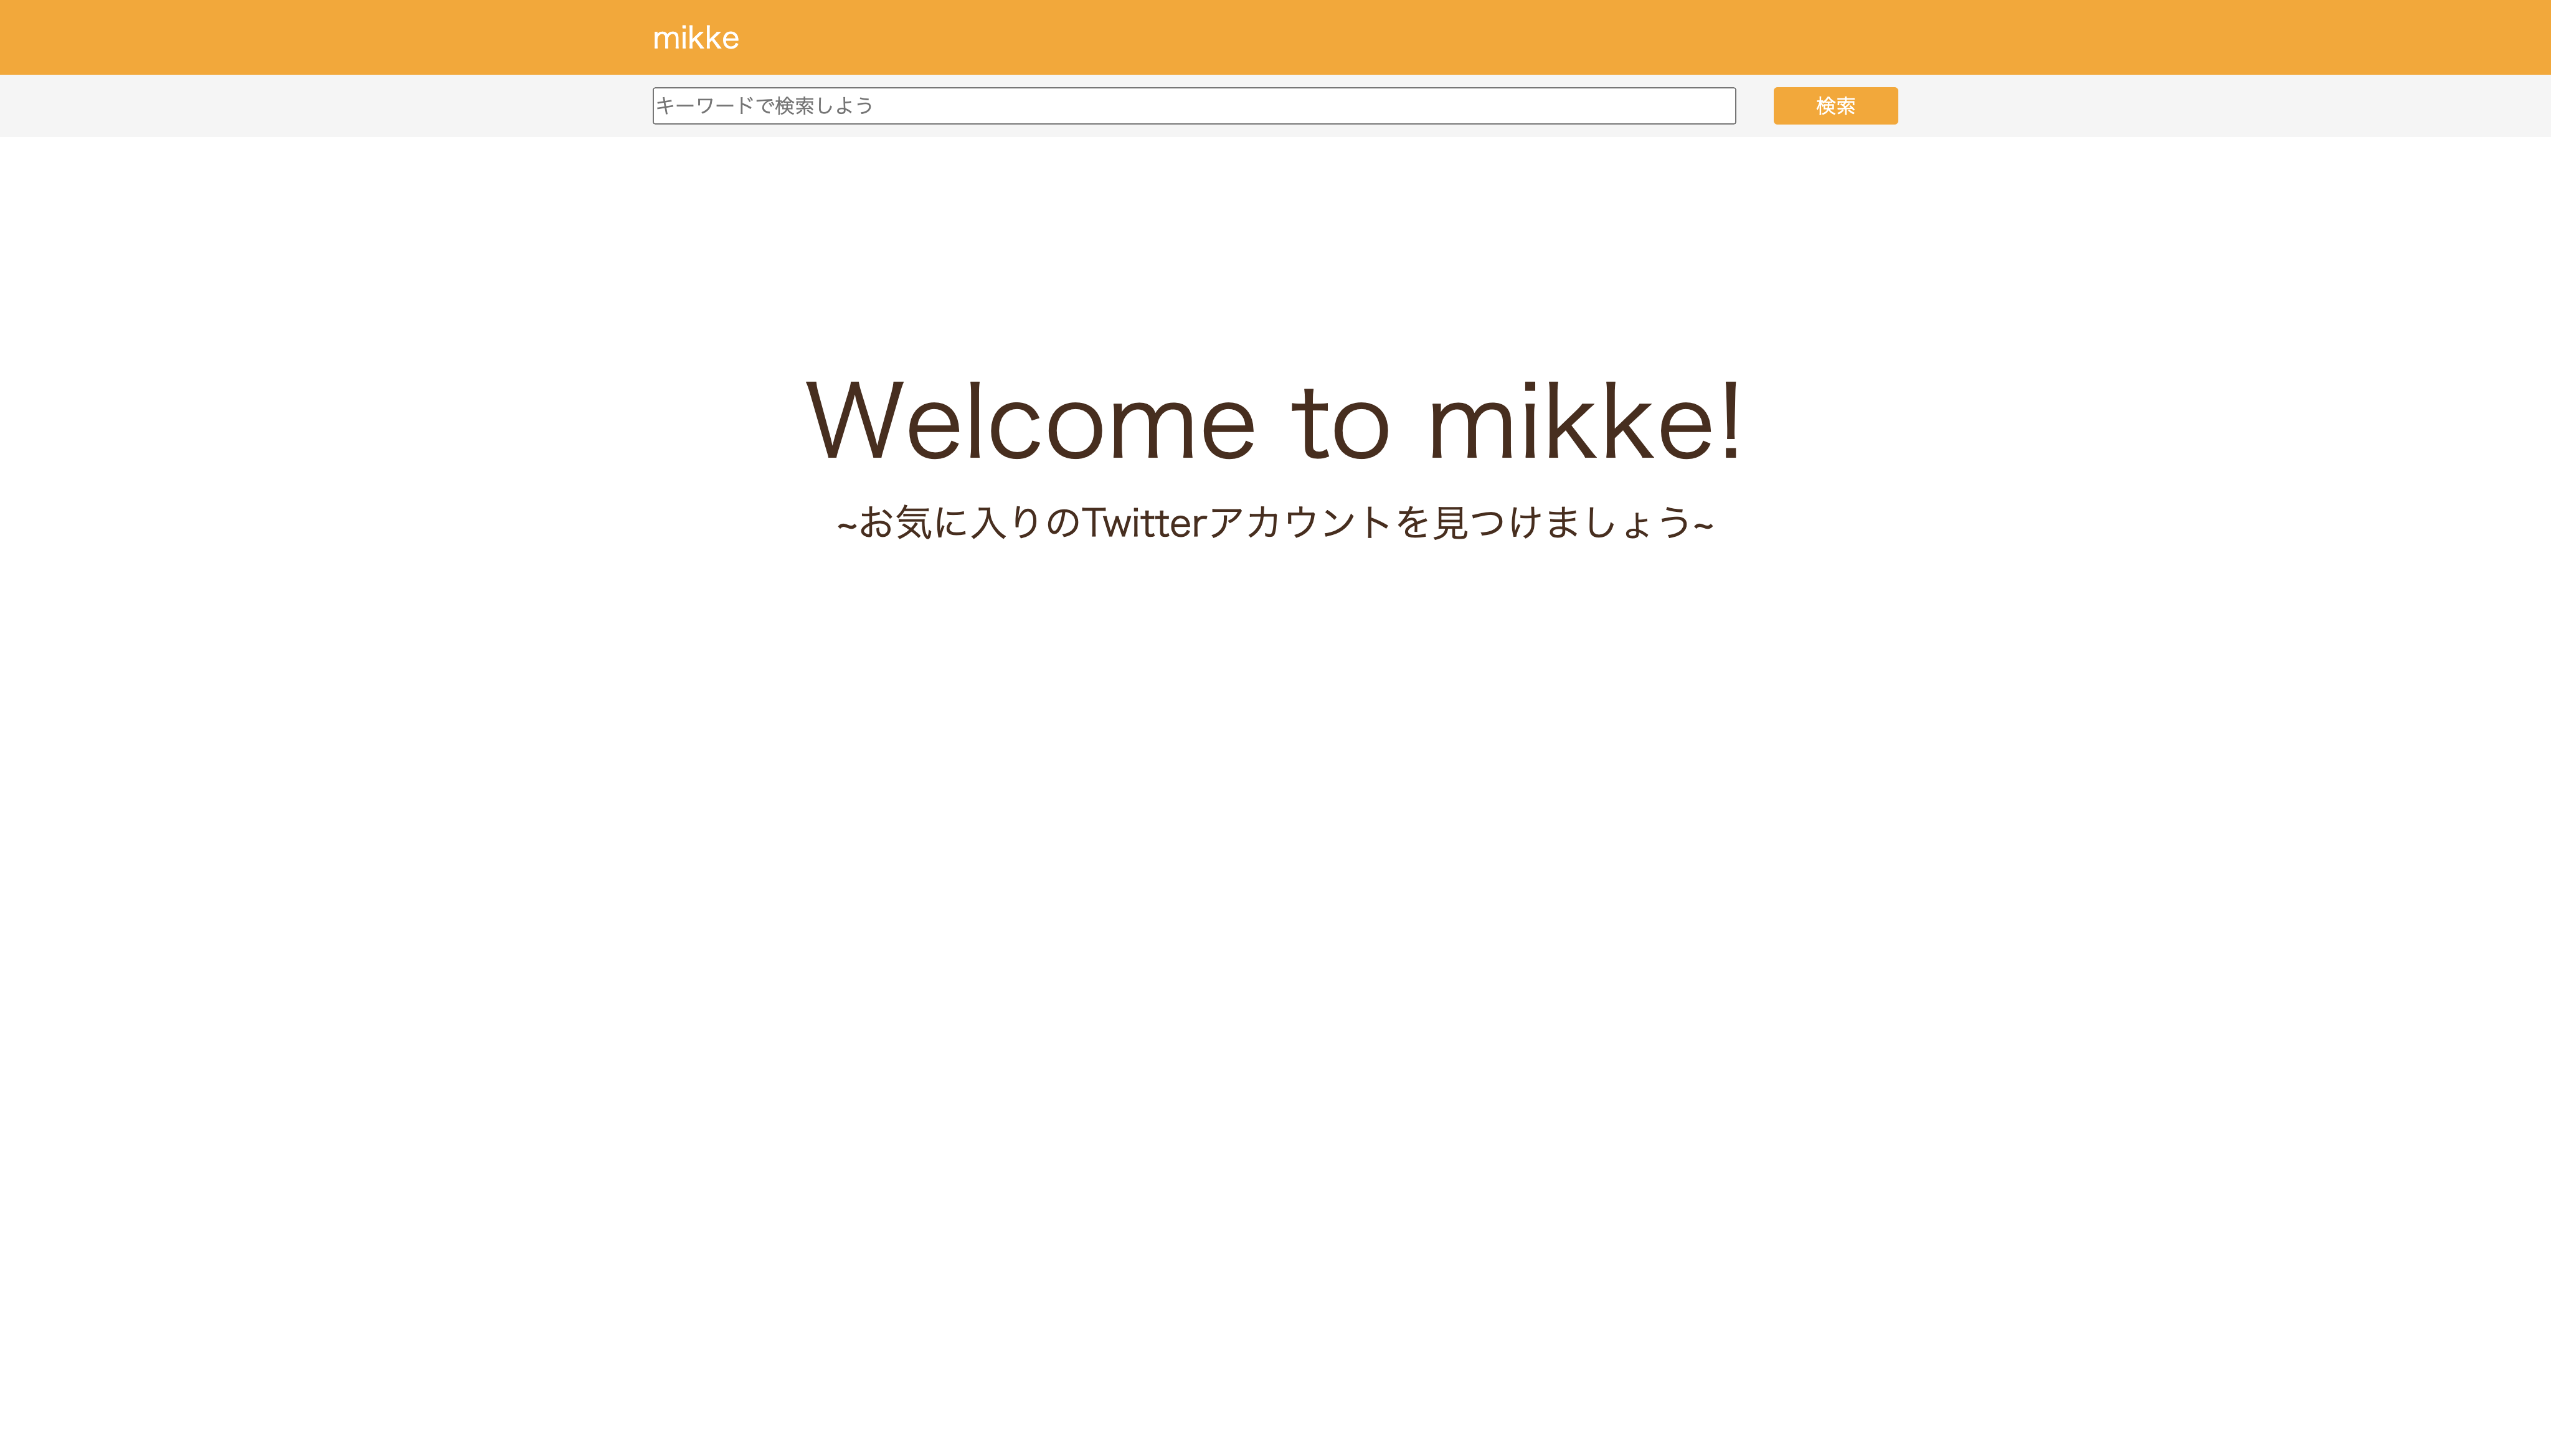 mikke
キーワードで検索しよう
検索
Welcome to mikke!
~お気に入りのTwitterアカウントを見つけましょう~